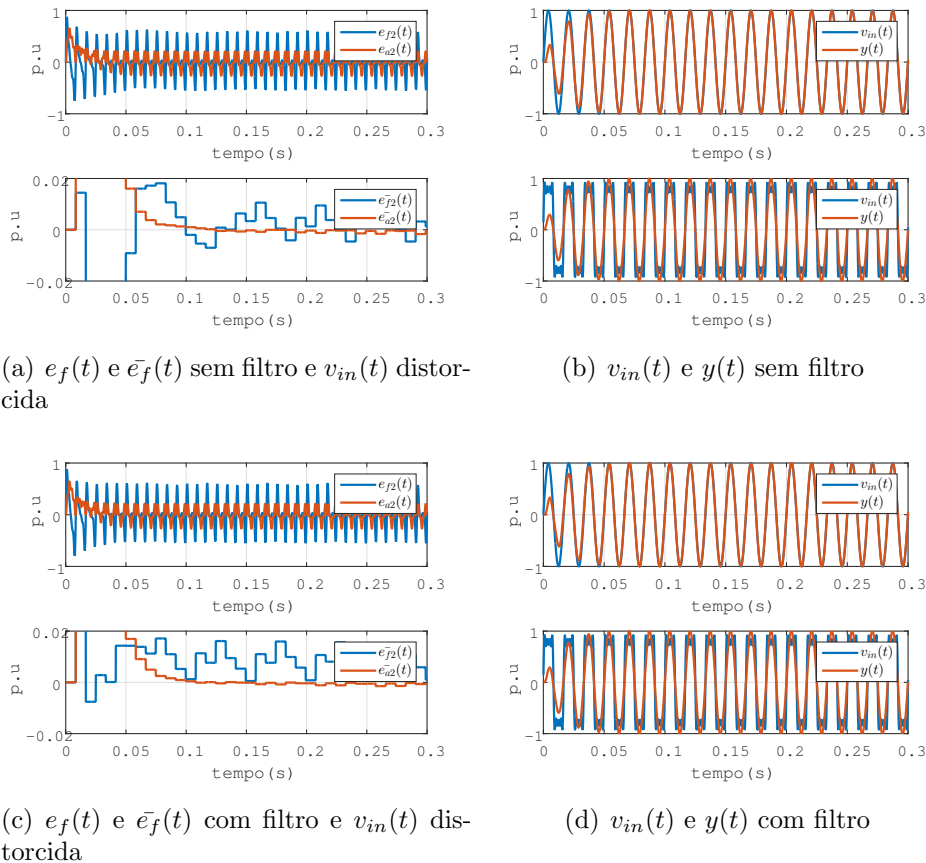 1
0
−1
p.u
0 0.05 0.1 0.15 0.2 0.25 0.3
tempo(s)
e_{f2}(t)
e_{a2}(t)
1
0
−1
p.u
0 0.05 0.1 0.15 0.2 0.25 0.3
tempo(s)
v_{in}(t)
y(t)
0.02
0
−0.02
p.u
0 0.05 0.1 0.15 0.2 0.25 0.3
tempo(s)
\bar{e_{f2}}(t)
\bar{e_{a2}}(t)
1
0
−1
p.u
0 0.05 0.1 0.15 0.2 0.25 0.3
tempo(s)
v_{in}(t)
y(t)
(a) e_f(t) e \bar{e_f}(t) sem filtro e v_{in}(t) distor-
cida
(b) v_{in}(t) e y(t) sem filtro
1
0
−1
p.u
0 0.05 0.1 0.15 0.2 0.25 0.3
tempo(s)
e_{f2}(t)
e_{a2}(t)
1
0
−1
p.u
0 0.05 0.1 0.15 0.2 0.25 0.3
tempo(s)
v_{in}(t)
y(t)
0.02
0
−0.02
p.u
0 0.05 0.1 0.15 0.2 0.25 0.3
tempo(s)
\bar{e_{f2}}(t)
\bar{e_{a2}}(t)
1
0
−1
p.u
0 0.05 0.1 0.15 0.2 0.25 0.3
tempo(s)
v_{in}(t)
y(t)
(c) e_f(t) e \bar{e_f}(t) com filtro e v_{in}(t) dis-
torcida
(d) v_{in}(t) e y(t) com filtro